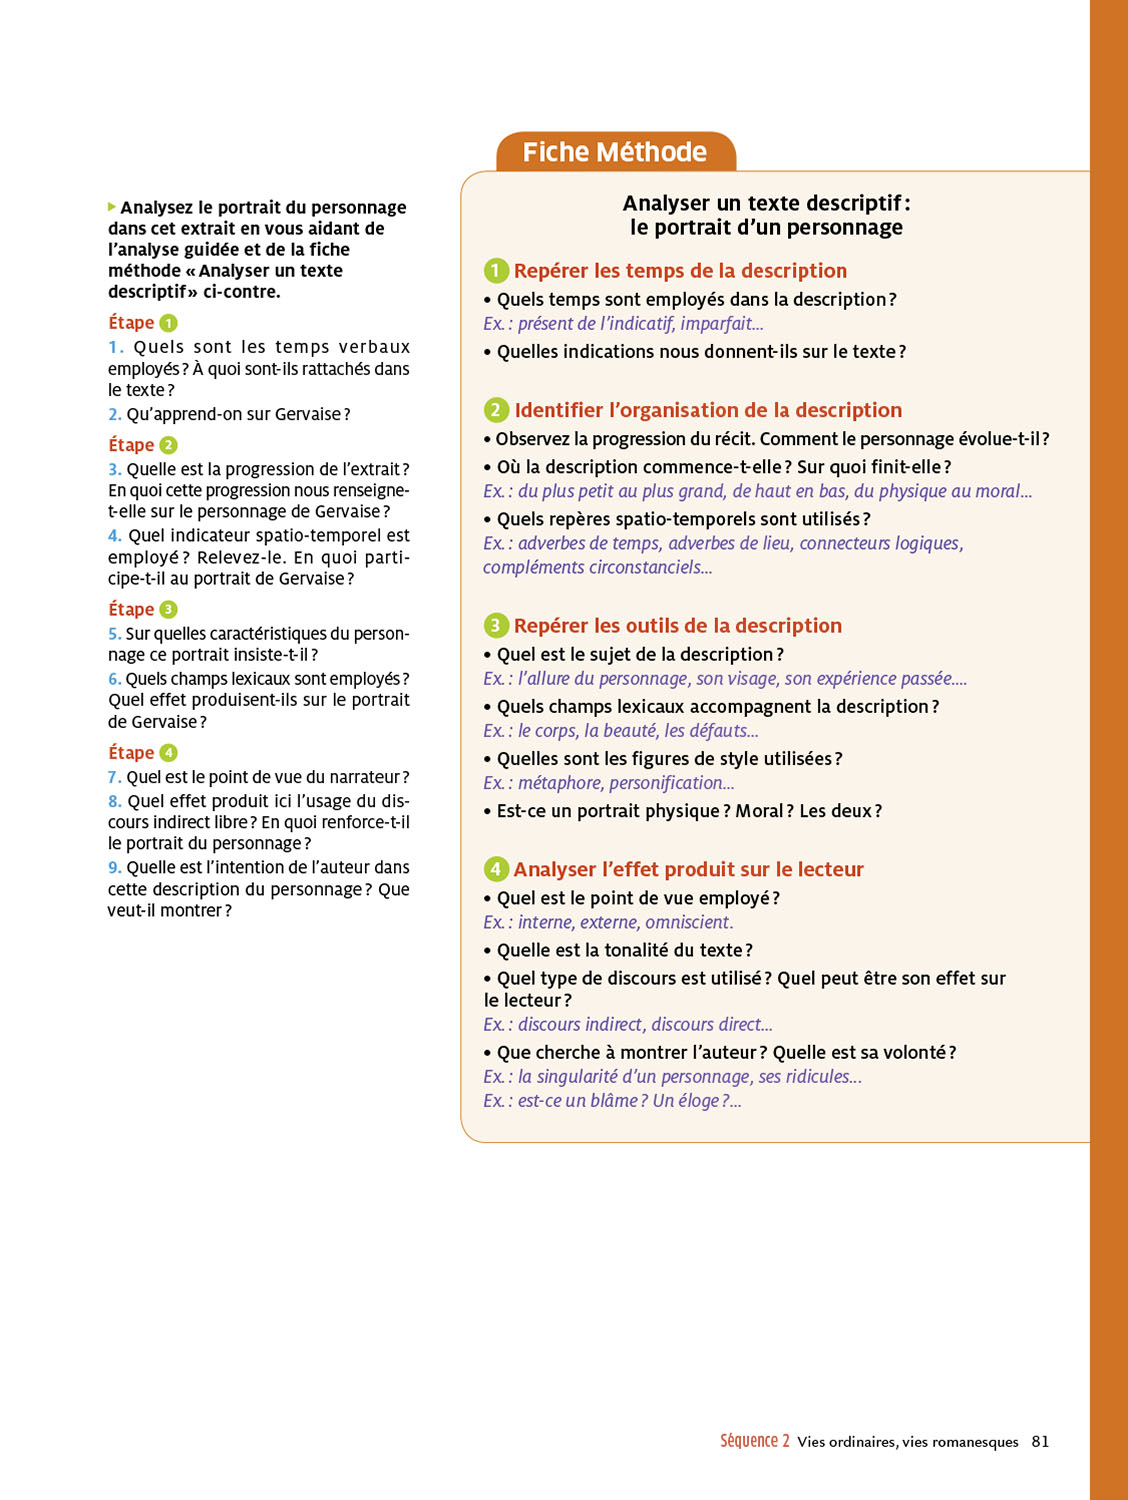 ▸ Analysez le portrait du personnage
dans cet extrait en vous aidant de
l'analyse guidée et de la fiche
méthode « Analyser un texte
descriptif » ci-contre.
Étape 1
1. Quels sont les temps verbaux
employés ? À quoi sont-ils rattachés dans
le texte ?
2. Qu'apprend-on sur Gervaise ?
Étape 2
3. Quelle est la progression de l'extrait ?
En quoi cette progression nous renseigne-
t-elle sur le personnage de Gervaise ?
4. Quel indicateur spatio-temporel est
employé ? Relevez-le. En quoi parti-
cipe-t-il au portrait de Gervaise ?
Étape 3
5. Sur quelles caractéristiques du person-
nage ce portrait insiste-t-il ?
6. Quels champs lexicaux sont employés ?
Quel effet produisent-ils sur le portrait
de Gervaise ?
Étape 4
7. Quel est le point de vue du narrateur ?
8. Quel effet produit ici l'usage du dis-
cours indirect libre ? En quoi renforce-t-il
le portrait du personnage ?
9. Quelle est l'intention de l'auteur dans
cette description du personnage ? Que
veut-il montrer ?
Fiche Méthode
Analyser un texte descriptif :
le portrait d'un personnage
1 Repérer les temps de la description
• Quels temps sont employés dans la description ?
Ex. : présent de l'indicatif, imparfait...
• Quelles indications nous donnent-ils sur le texte ?
2 Identifier l'organisation de la description
• Observez la progression du récit. Comment le personnage évolue-t-il ?
• Où la description commence-t-elle ? Sur quoi finit-elle ?
Ex. : du plus petit au plus grand, de haut en bas, du physique au moral...
• Quels repères spatio-temporels sont utilisés ?
Ex. : adverbes de temps, adverbes de lieu, connecteurs logiques,
compléments circonstanciels...
3 Repérer les outils de la description
• Quel est le sujet de la description ?
Ex. : l'allure du personnage, son visage, son expérience passée....
• Quels champs lexicaux accompagnent la description ?
Ex. : le corps, la beauté, les défauts...
• Quelles sont les figures de style utilisées ?
Ex. : métaphore, personification...
• Est-ce un portrait physique ? Moral ? Les deux ?
4 Analyser l'effet produit sur le lecteur
• Quel est le point de vue employé ?
Ex. : interne, externe, omniscient.
• Quelle est la tonalité du texte ?
• Quel type de discours est utilisé ? Quel peut être son effet sur
le lecteur ?
Ex. : discours indirect, discours direct...
• Que cherche à montrer l'auteur ? Quelle est sa volonté ?
Ex. : la singularité d'un personnage, ses ridicules...
Ex. : est-ce un blâme ? Un éloge ?...
Séquence 2 Vies ordinaires, vies romanesques 81